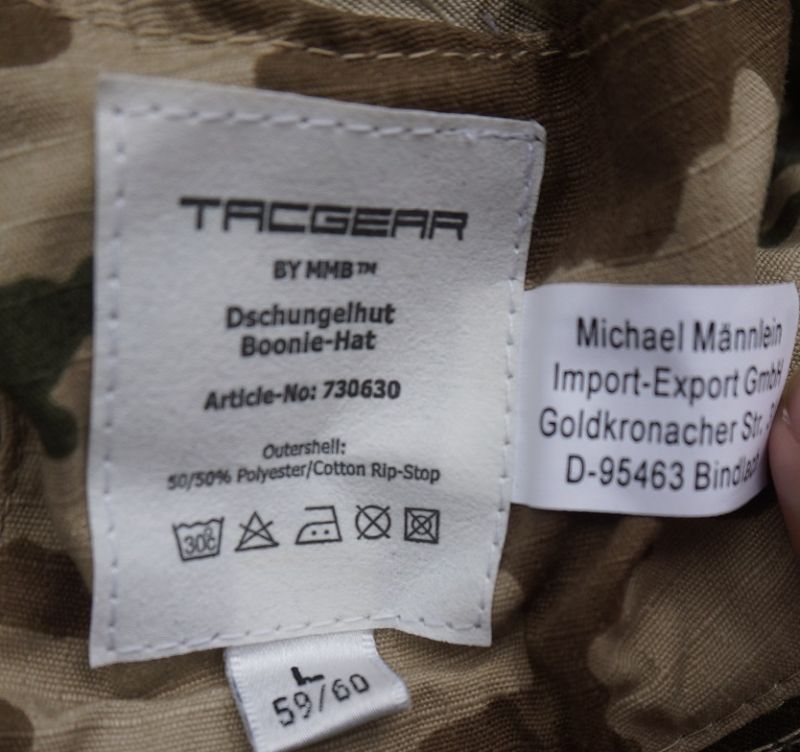 TACGEAR
BY MMB™
Dschungelhut
Boonie-Hat
Article-No: 730630
Outershell:
50/50% Polyester/Cotton Rip-Stop
30°C
L
59/60
Michael Männlein
Import-Export GmbH
Goldkronacher Str.
D-95463